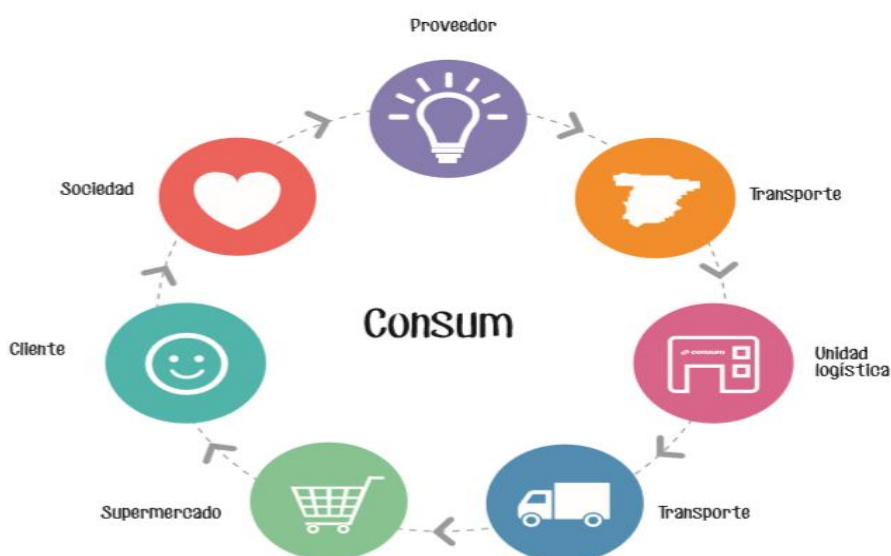 Proveedor
Transporte
Unidad
logística
Transporte
Supermercado
Cliente
Sociedad
Consum
consum